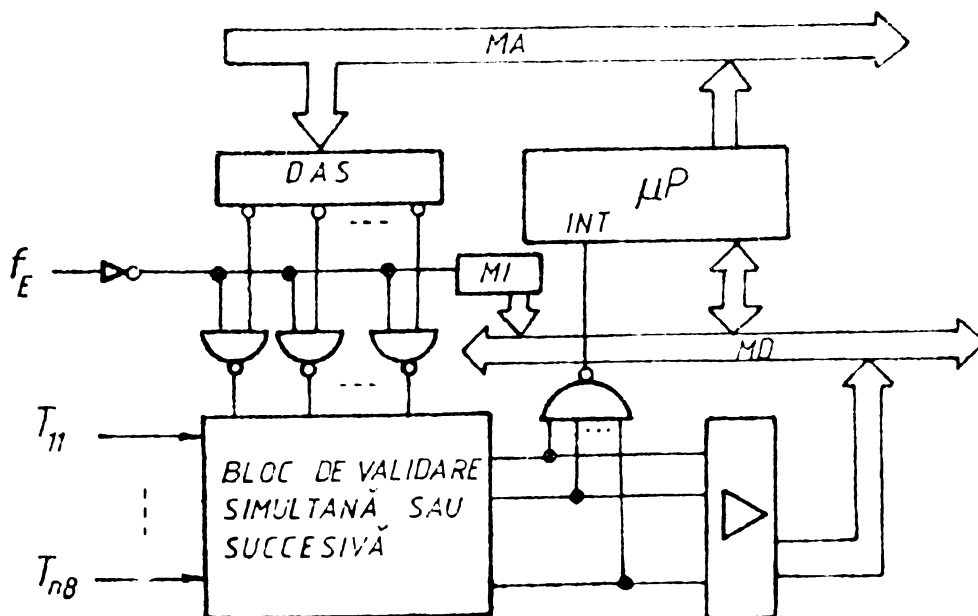 MA
DAS
μP
INT
f_E
MI
MD
T_11
BLOC DE VALIDARE
SIMULTANĂ SAU
SUCCESIVĂ
T_n8